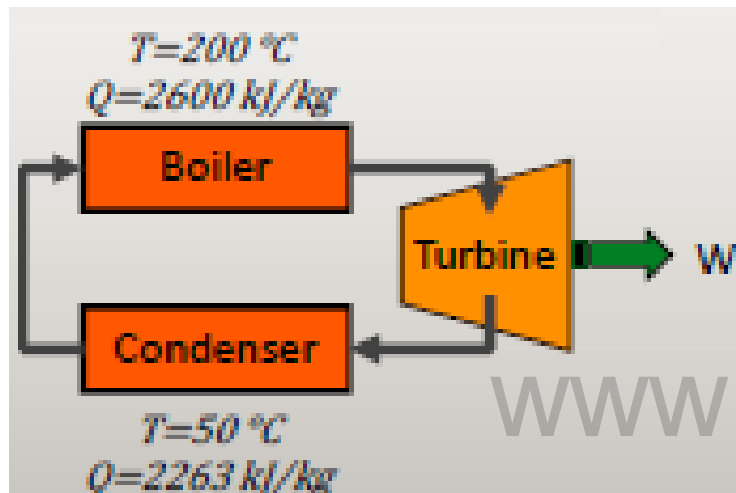 T=200 °C
Q=2600 kJ/kg
Boiler
Turbine
W
Condenser
WWW
T=50 °C
Q=2263 kJ/kg